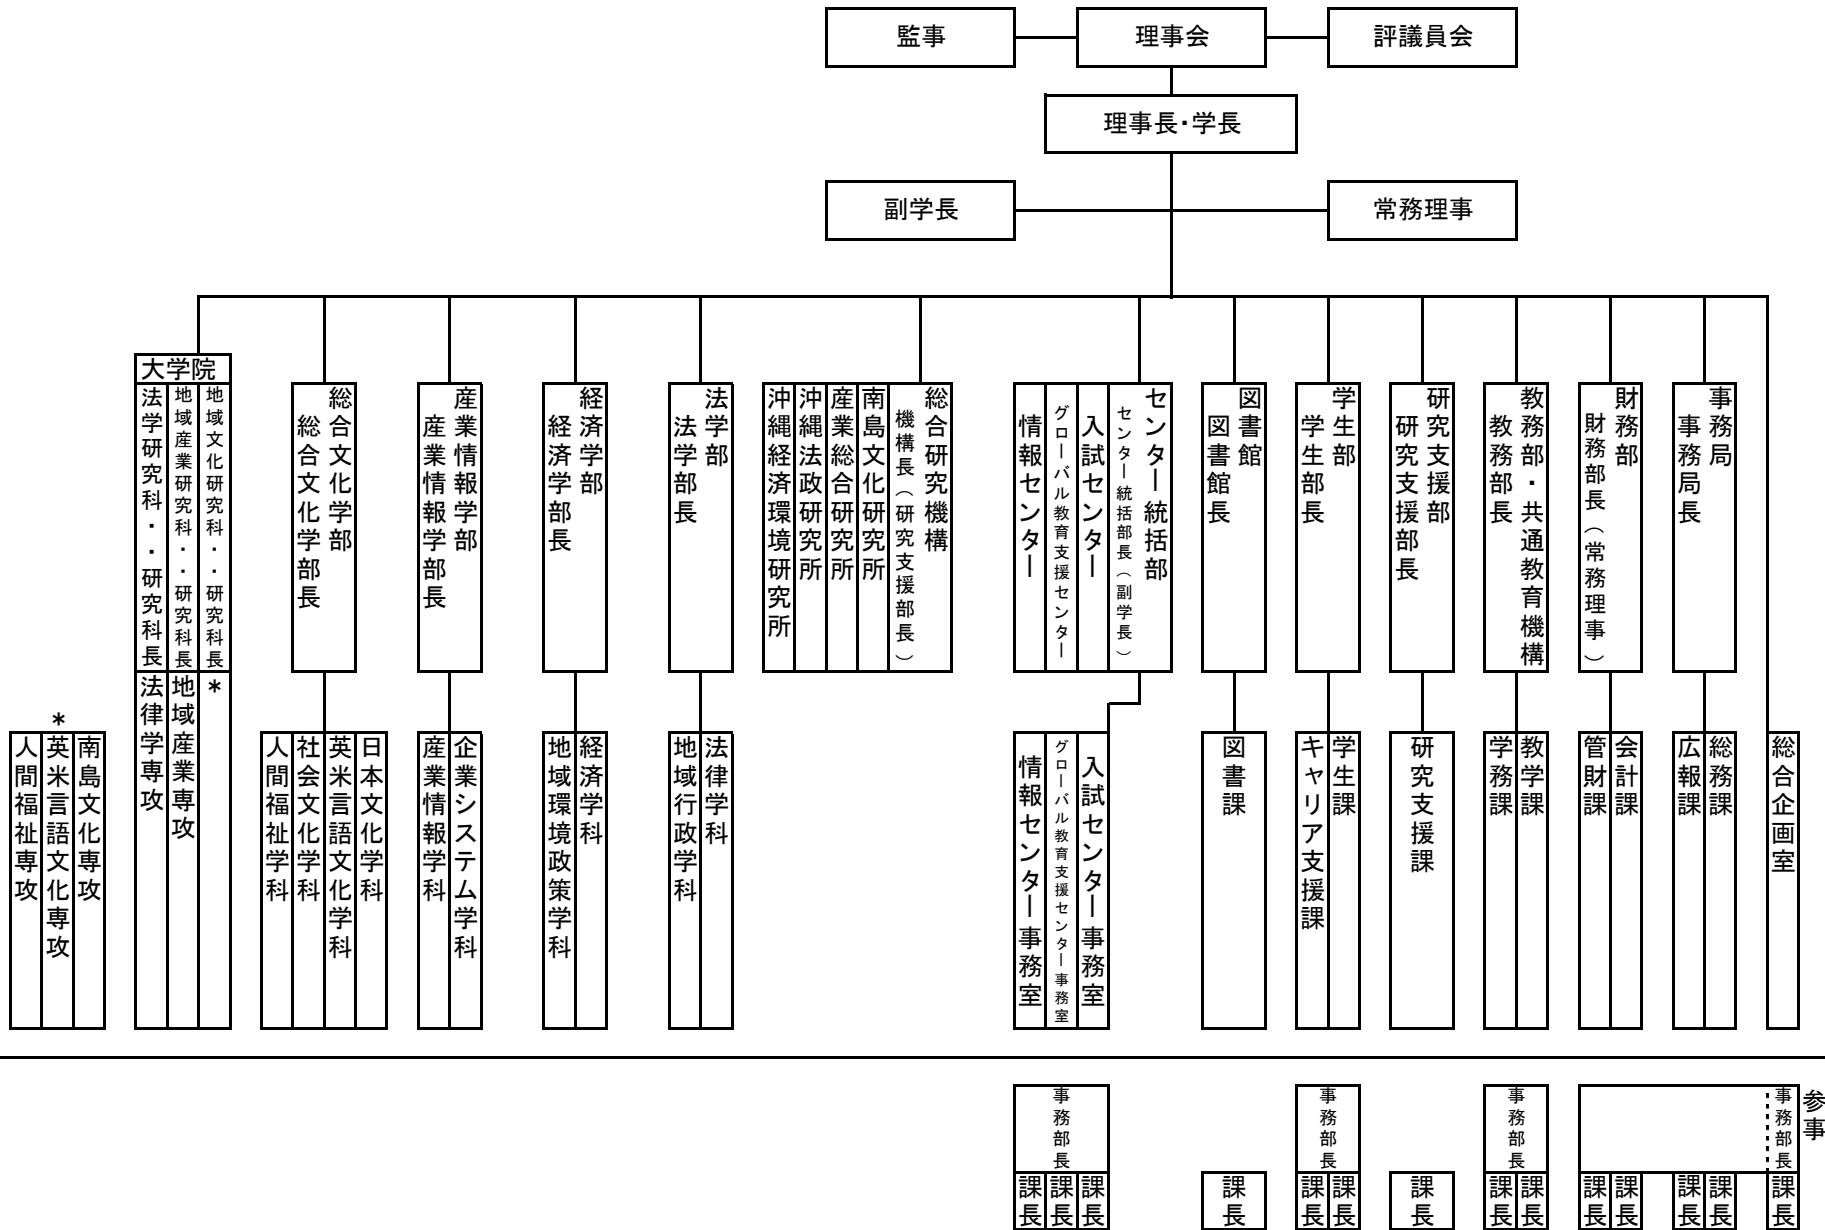 監事
理事会
評議員会
理事長・学長
副学長
常務理事
大学院
地域文化研究科・・研究科長
地域産業研究科・・研究科長
法学研究科・・研究科長
*
地域産業専攻
法律学専攻
*
南島文化専攻
英米言語文化専攻
人間福祉専攻
総合文化学部
総合文化学部長
日本文化学科
英米言語文化学科
社会文化学科
人間福祉学科
産業情報学部
産業情報学部長
企業システム学科
産業情報学科
経済学部
経済学部長
経済学科
地域環境政策学科
法学部
法学部長
法律学科
地域行政学科
総合研究機構
機構長（研究支援部長）
南島文化研究所
産業総合研究所
沖縄法政研究所
沖縄経済環境研究所
センター統括部
センター統括部長（副学長）
入試センター
グローバル教育支援センター
情報センター
入試センター事務室
グローバル教育支援センター事務室
情報センター事務室
図書館
図書館長
図書課
学生部
学生部長
学生課
キャリア支援課
研究支援部
研究支援部長
研究支援課
教務部・共通教育機構
教務部長
教学課
学務課
財務部
財務部長（常務理事）
会計課
管財課
事務局
事務局長
総務課
広報課
総合企画室
事務部長
事務部長
事務部長
事務部長
参事
課長
課長
課長
課長
課長
課長
課長
課長
課長
課長
課長
課長
課長
課長